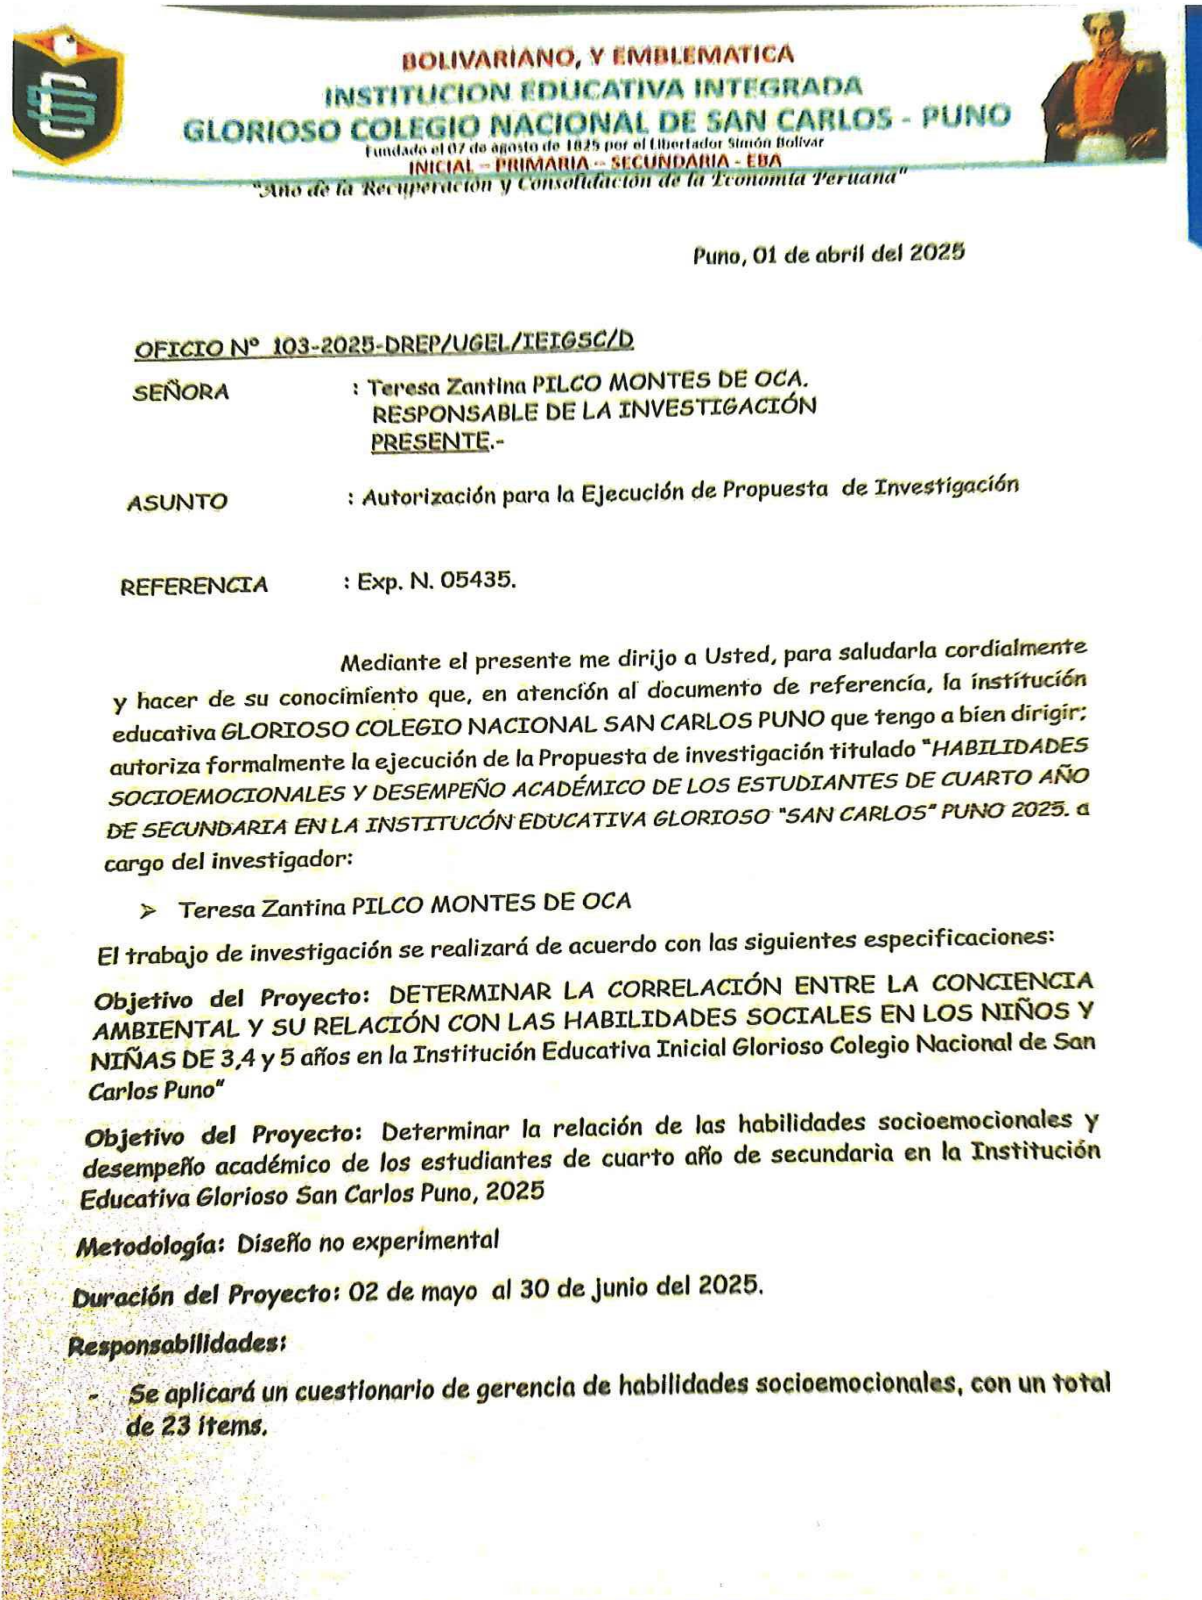 BOLIVARIANO, Y EMBLEMATICA
INSTITUCION EDUCATIVA INTEGRADA
GLORIOSO COLEGIO NACIONAL DE SAN CARLOS - PUNO
Fundado el 07 de agosto de 1825 por el Libertador Simón Bolivar
INICIAL - PRIMARIA - SECUNDARIA - EBA
"Año de la Recuperación y Consolidación de la Economía Peruana"
Puno, 01 de abril del 2025
OFICIO Nº 103-2025-DREP/UGEL/IEIGSC/D
SEÑORA : Teresa Zantina PILCO MONTES DE OCA.
RESPONSABLE DE LA INVESTIGACIÓN
PRESENTE.-
ASUNTO : Autorización para la Ejecución de Propuesta de Investigación
REFERENCIA : Exp. N. 05435.
Mediante el presente me dirijo a Usted, para saludarla cordialmente
y hacer de su conocimiento que, en atención al documento de referencia, la institución
educativa GLORIOSO COLEGIO NACIONAL SAN CARLOS PUNO que tengo a bien dirigir;
autoriza formalmente la ejecución de la Propuesta de investigación titulado "HABILIDADES
SOCIOEMOCIONALES Y DESEMPEÑO ACADÉMICO DE LOS ESTUDIANTES DE CUARTO AÑO
DE SECUNDARIA EN LA INSTITUCÓN EDUCATIVA GLORIOSO "SAN CARLOS" PUNO 2025. a
cargo del investigador:
➢ Teresa Zantina PILCO MONTES DE OCA
El trabajo de investigación se realizará de acuerdo con las siguientes especificaciones:
Objetivo del Proyecto: DETERMINAR LA CORRELACIÓN ENTRE LA CONCIENCIA
AMBIENTAL Y SU RELACIÓN CON LAS HABILIDADES SOCIALES EN LOS NIÑOS Y
NIÑAS DE 3,4 y 5 años en la Institución Educativa Inicial Glorioso Colegio Nacional de San
Carlos Puno"
Objetivo del Proyecto: Determinar la relación de las habilidades socioemocionales y
desempeño académico de los estudiantes de cuarto año de secundaria en la Institución
Educativa Glorioso San Carlos Puno, 2025
Metodología: Diseño no experimental
Duración del Proyecto: 02 de mayo al 30 de junio del 2025.
Responsabilidades:
- Se aplicará un cuestionario de gerencia de habilidades socioemocionales, con un total
de 23 ítems.